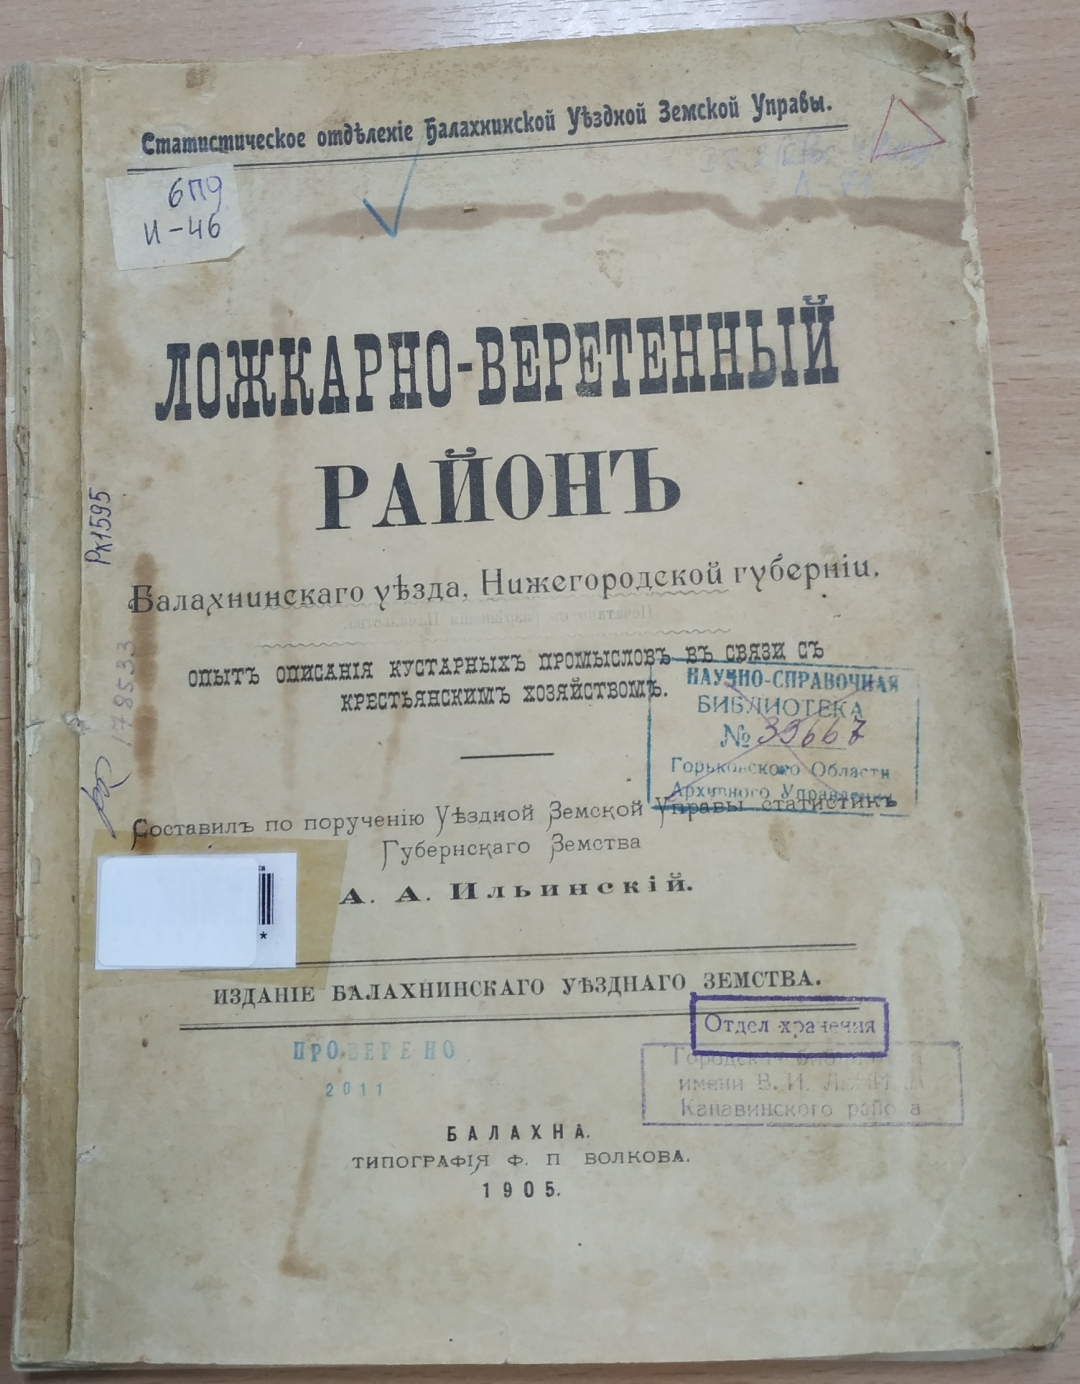 Статистическое отдѣленіе Балахнинской Уѣздной Земской Управы.
6П9
И-46
ЛОЖКАРНО-ВЕРЕТЕННЫЙ
РАЙОНЪ
Рк1595
Балахнинскаго уѣзда, Нижегородской губерніи.
ОПЫТЪ ОПИСАНІЯ КУСТАРНЫХЪ ПРОМЫСЛОВЪ ВЪ СВЯЗИ СЪ
КРЕСТЬЯНСКИМЪ ХОЗЯЙСТВОМЪ.
178533
НАУЧНО-СПРАВОЧНАЯ
БИБЛИОТЕКА
№ 33667
Горьковского Области
Архивного Управления
Составилъ по порученію Уѣздной Земской Управы статистикъ
Губернскаго Земства
А. А. Ильинскій.
*
ИЗДАНІЕ БАЛАХНИНСКАГО УѢЗДНАГО ЗЕМСТВА.
Отдел хранения
ПРОВЕРЕНО
2011
Городская
имени В. И. ЛЕНИНА
Канавинского района
БАЛАХНА.
ТИПОГРАФІЯ Ф. П ВОЛКОВА.
1905.